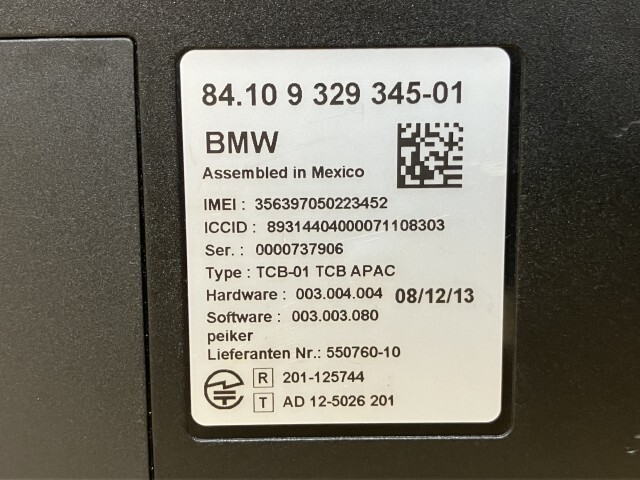 84.10 9 329 345-01
BMW
Assembled in Mexico
IMEI : 356397050223452
ICCID : 89314404000071108303
Ser. : 0000737906
Type : TCB-01 TCB APAC
Hardware : 003.004.004 08/12/13
Software : 003.003.080
peiker
Lieferanten Nr.: 550760-10
R 201-125744
T AD 12-5026 201